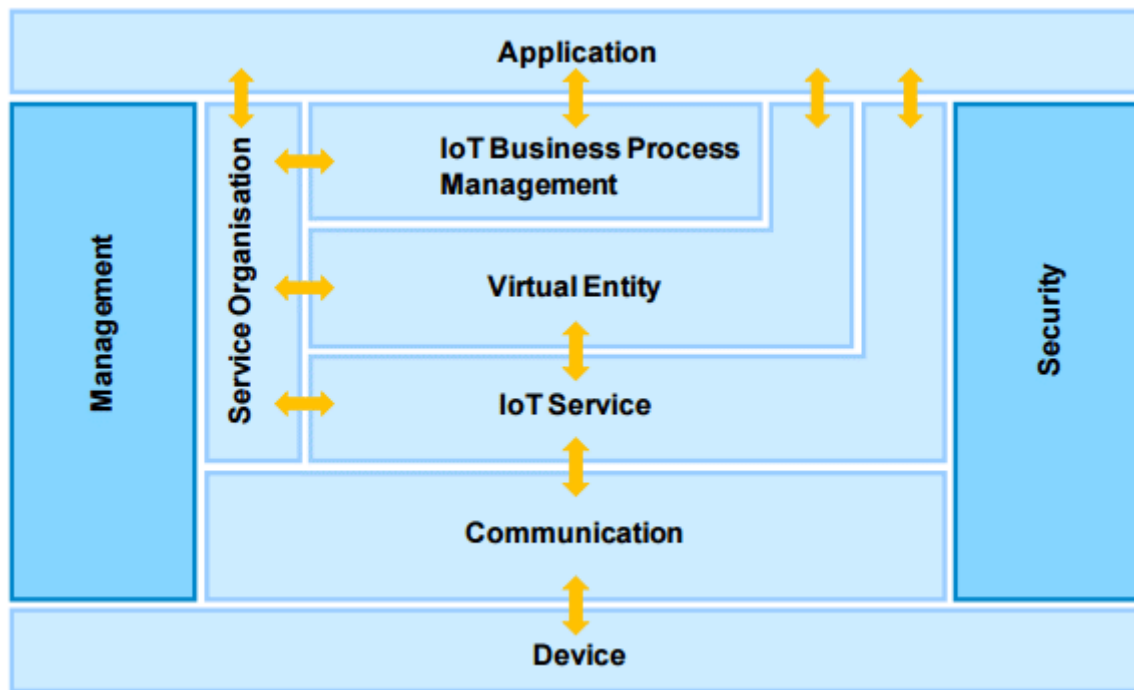 Application
Management
Service Organisation
IoT Business Process
Management
Virtual Entity
IoT Service
Security
Communication
Device